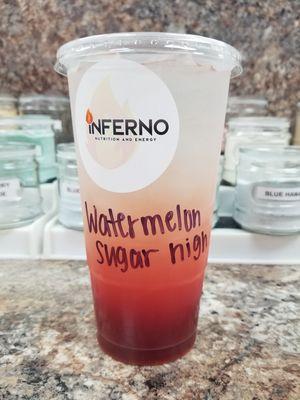 iNFERNO
NUTRITION AND ENERGY
Watermelon
sugar high
BLUE HAW